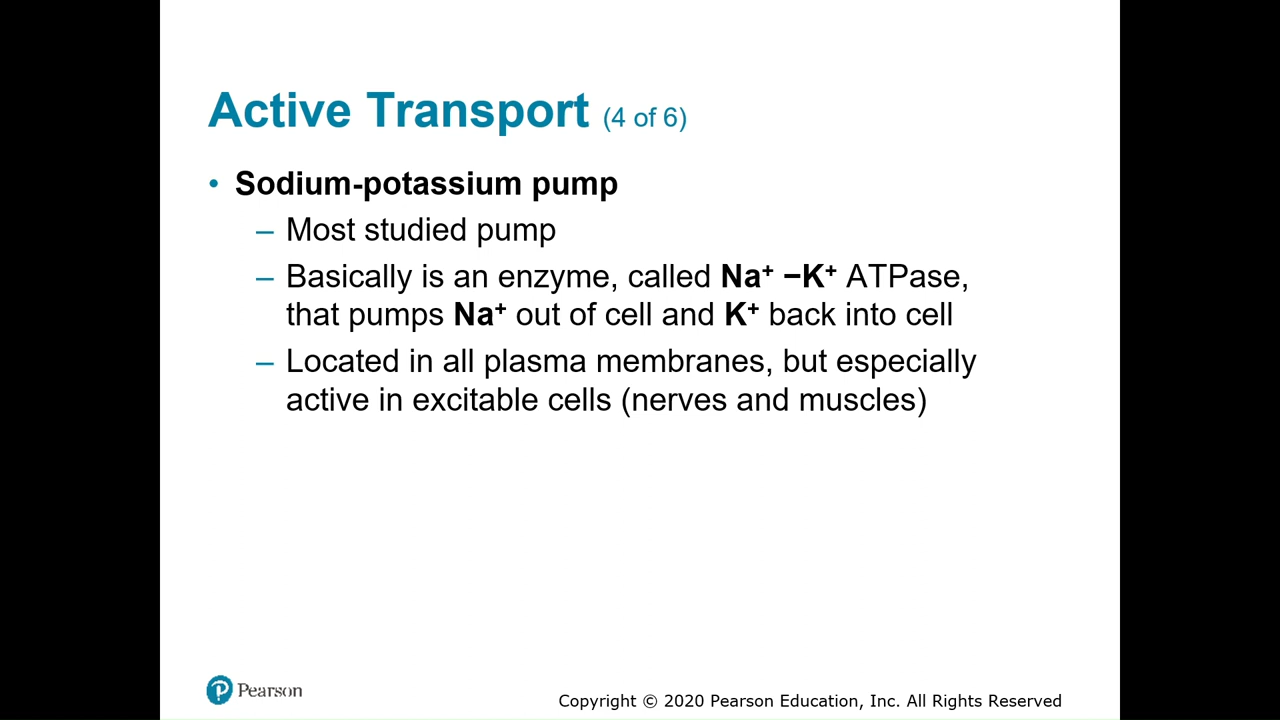 Active Transport (4 of 6)
• Sodium-potassium pump
– Most studied pump
– Basically is an enzyme, called Na⁺ −K⁺ ATPase,
that pumps Na⁺ out of cell and K⁺ back into cell
– Located in all plasma membranes, but especially
active in excitable cells (nerves and muscles)
P Pearson
Copyright © 2020 Pearson Education, Inc. All Rights Reserved